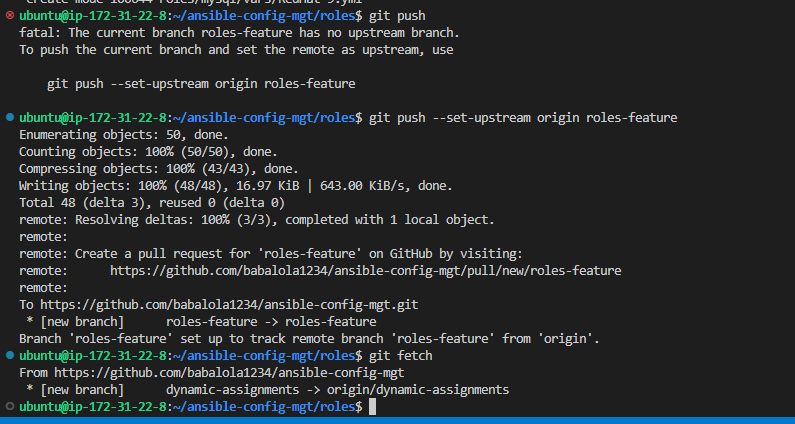 create mode 100644 roles/mysql/vars/RedHat-9.yml
ubuntu@ip-172-31-22-8:~/ansible-config-mgt/roles$ git push
fatal: The current branch roles-feature has no upstream branch.
To push the current branch and set the remote as upstream, use
    git push --set-upstream origin roles-feature
ubuntu@ip-172-31-22-8:~/ansible-config-mgt/roles$ git push --set-upstream origin roles-feature
Enumerating objects: 50, done.
Counting objects: 100% (50/50), done.
Compressing objects: 100% (43/43), done.
Writing objects: 100% (48/48), 16.97 KiB | 643.00 KiB/s, done.
Total 48 (delta 3), reused 0 (delta 0)
remote: Resolving deltas: 100% (3/3), completed with 1 local object.
remote:
remote: Create a pull request for 'roles-feature' on GitHub by visiting:
remote:      https://github.com/babalola1234/ansible-config-mgt/pull/new/roles-feature
remote:
To https://github.com/babalola1234/ansible-config-mgt.git
 * [new branch]      roles-feature -> roles-feature
Branch 'roles-feature' set up to track remote branch 'roles-feature' from 'origin'.
ubuntu@ip-172-31-22-8:~/ansible-config-mgt/roles$ git fetch
From https://github.com/babalola1234/ansible-config-mgt
 * [new branch]      dynamic-assignments -> origin/dynamic-assignments
ubuntu@ip-172-31-22-8:~/ansible-config-mgt/roles$